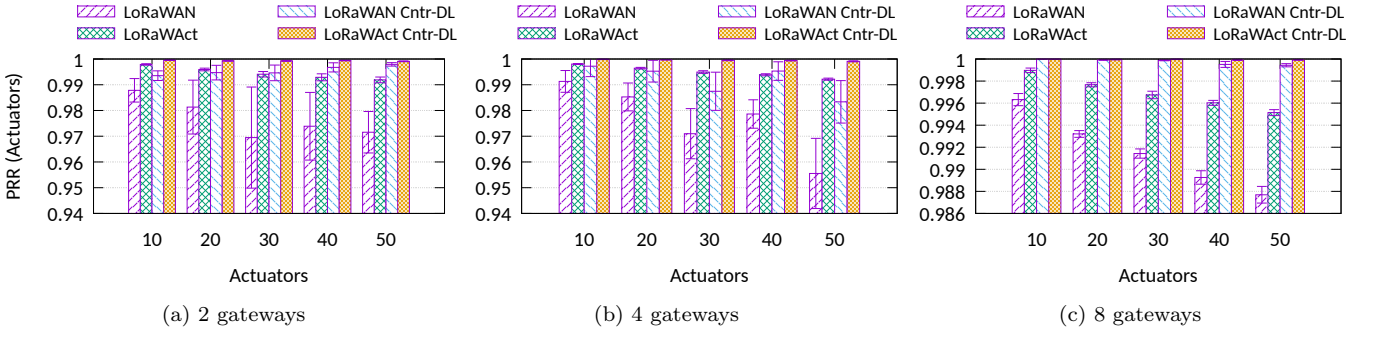 LoRaWAN
LoRaWAct
LoRaWAN Cntr-DL
LoRaWAct Cntr-DL
PRR (Actuators)
1
0.99
0.98
0.97
0.96
0.95
0.94
10 20 30 40 50
Actuators
(a) 2 gateways
LoRaWAN
LoRaWAct
LoRaWAN Cntr-DL
LoRaWAct Cntr-DL
1
0.99
0.98
0.97
0.96
0.95
0.94
10 20 30 40 50
Actuators
(b) 4 gateways
LoRaWAN
LoRaWAct
LoRaWAN Cntr-DL
LoRaWAct Cntr-DL
0.998
0.996
0.994
0.992
0.99
0.988
0.986
10 20 30 40 50
Actuators
(c) 8 gateways